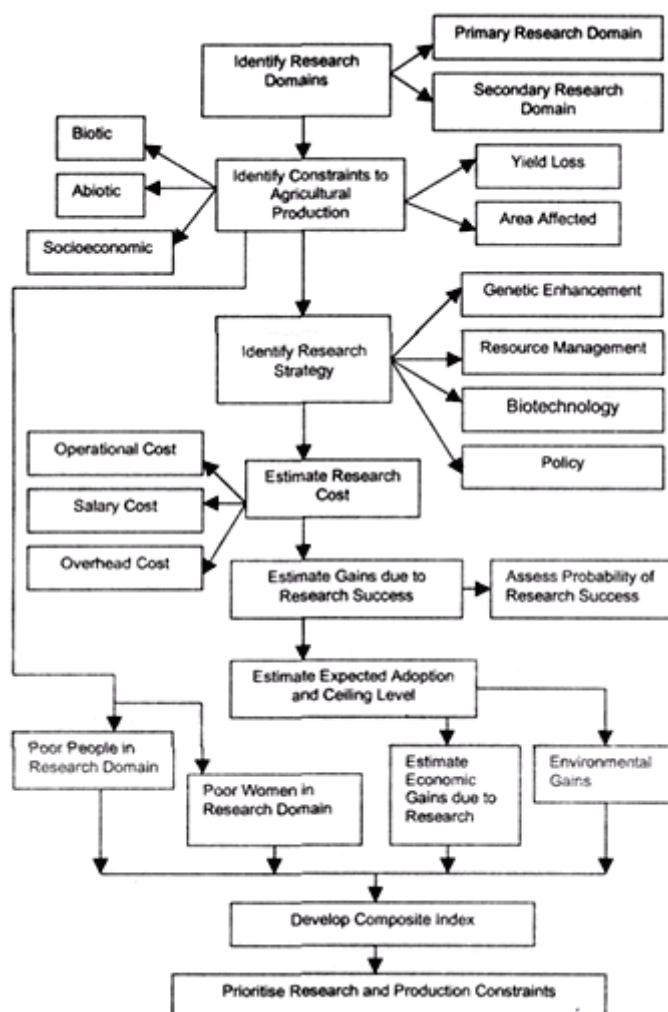 Primary Research Domain
Identify Research
Domains
Secondary Research
Domain
Biotic
Yield Loss
Identify Constraints to
Agricultural
Production
Abiotic
Area Affected
Socioeconomic
Genetic Enhancement
Identify Research
Strategy
Resource Management
Biotechnology
Operational Cost
Policy
Estimate Research
Cost
Salary Cost
Overhead Cost
Estimate Gains due to
Research Success
Assess Probability of
Research Success
Estimate Expected Adoption
and Ceiling Level
Poor People in
Research Domain
Poor Women in
Research Domain
Estimate
Economic
Gains due to
Research
Environmental
Gains
Develop Composite Index
Prioritise Research and Production Constraints